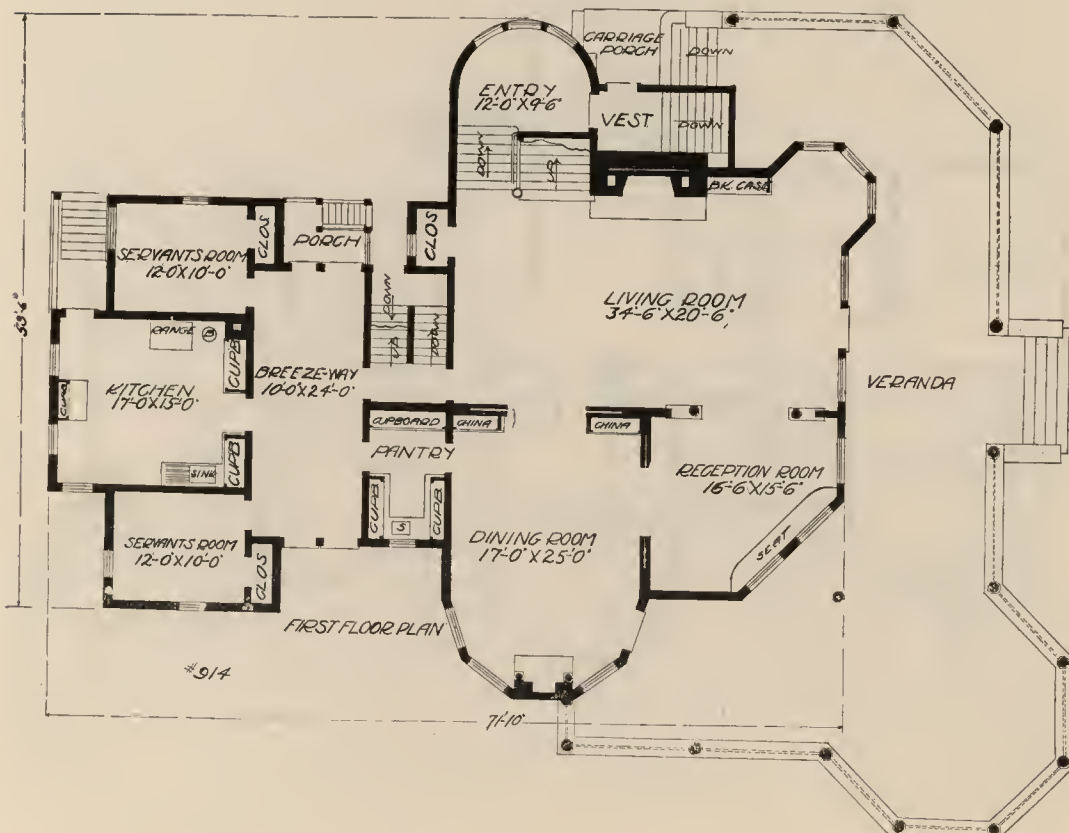 CARRIAGE
PORCH
DOWN
ENTRY
12'-0"X9'-6"
VEST
DOWN
DOWN
UP
BK. CASE
CLOS
PORCH
CLOS
SERVANTS ROOM
12-0"X10'-0"
LIVING ROOM
34'-6"X20'-6"
DOWN
UP
DOWN
53'-6"
RANGE
B
CUPB
KITCHEN
17'-0"X15'-0"
CUPB
BREEZE-WAY
10'-0"X24'-0"
VERANDA
CUPBOARD
CHINA
CHINA
PANTRY
SINK
CUPB
RECEPTION ROOM
16'-6"X15'-6"
CUPB
CUPB
S
SERVANTS ROOM
12'-0"X10'-0"
CLOS
DINING ROOM
17'-0"X25'-0"
SEAT
FIRST FLOOR PLAN
#914
71'-10"